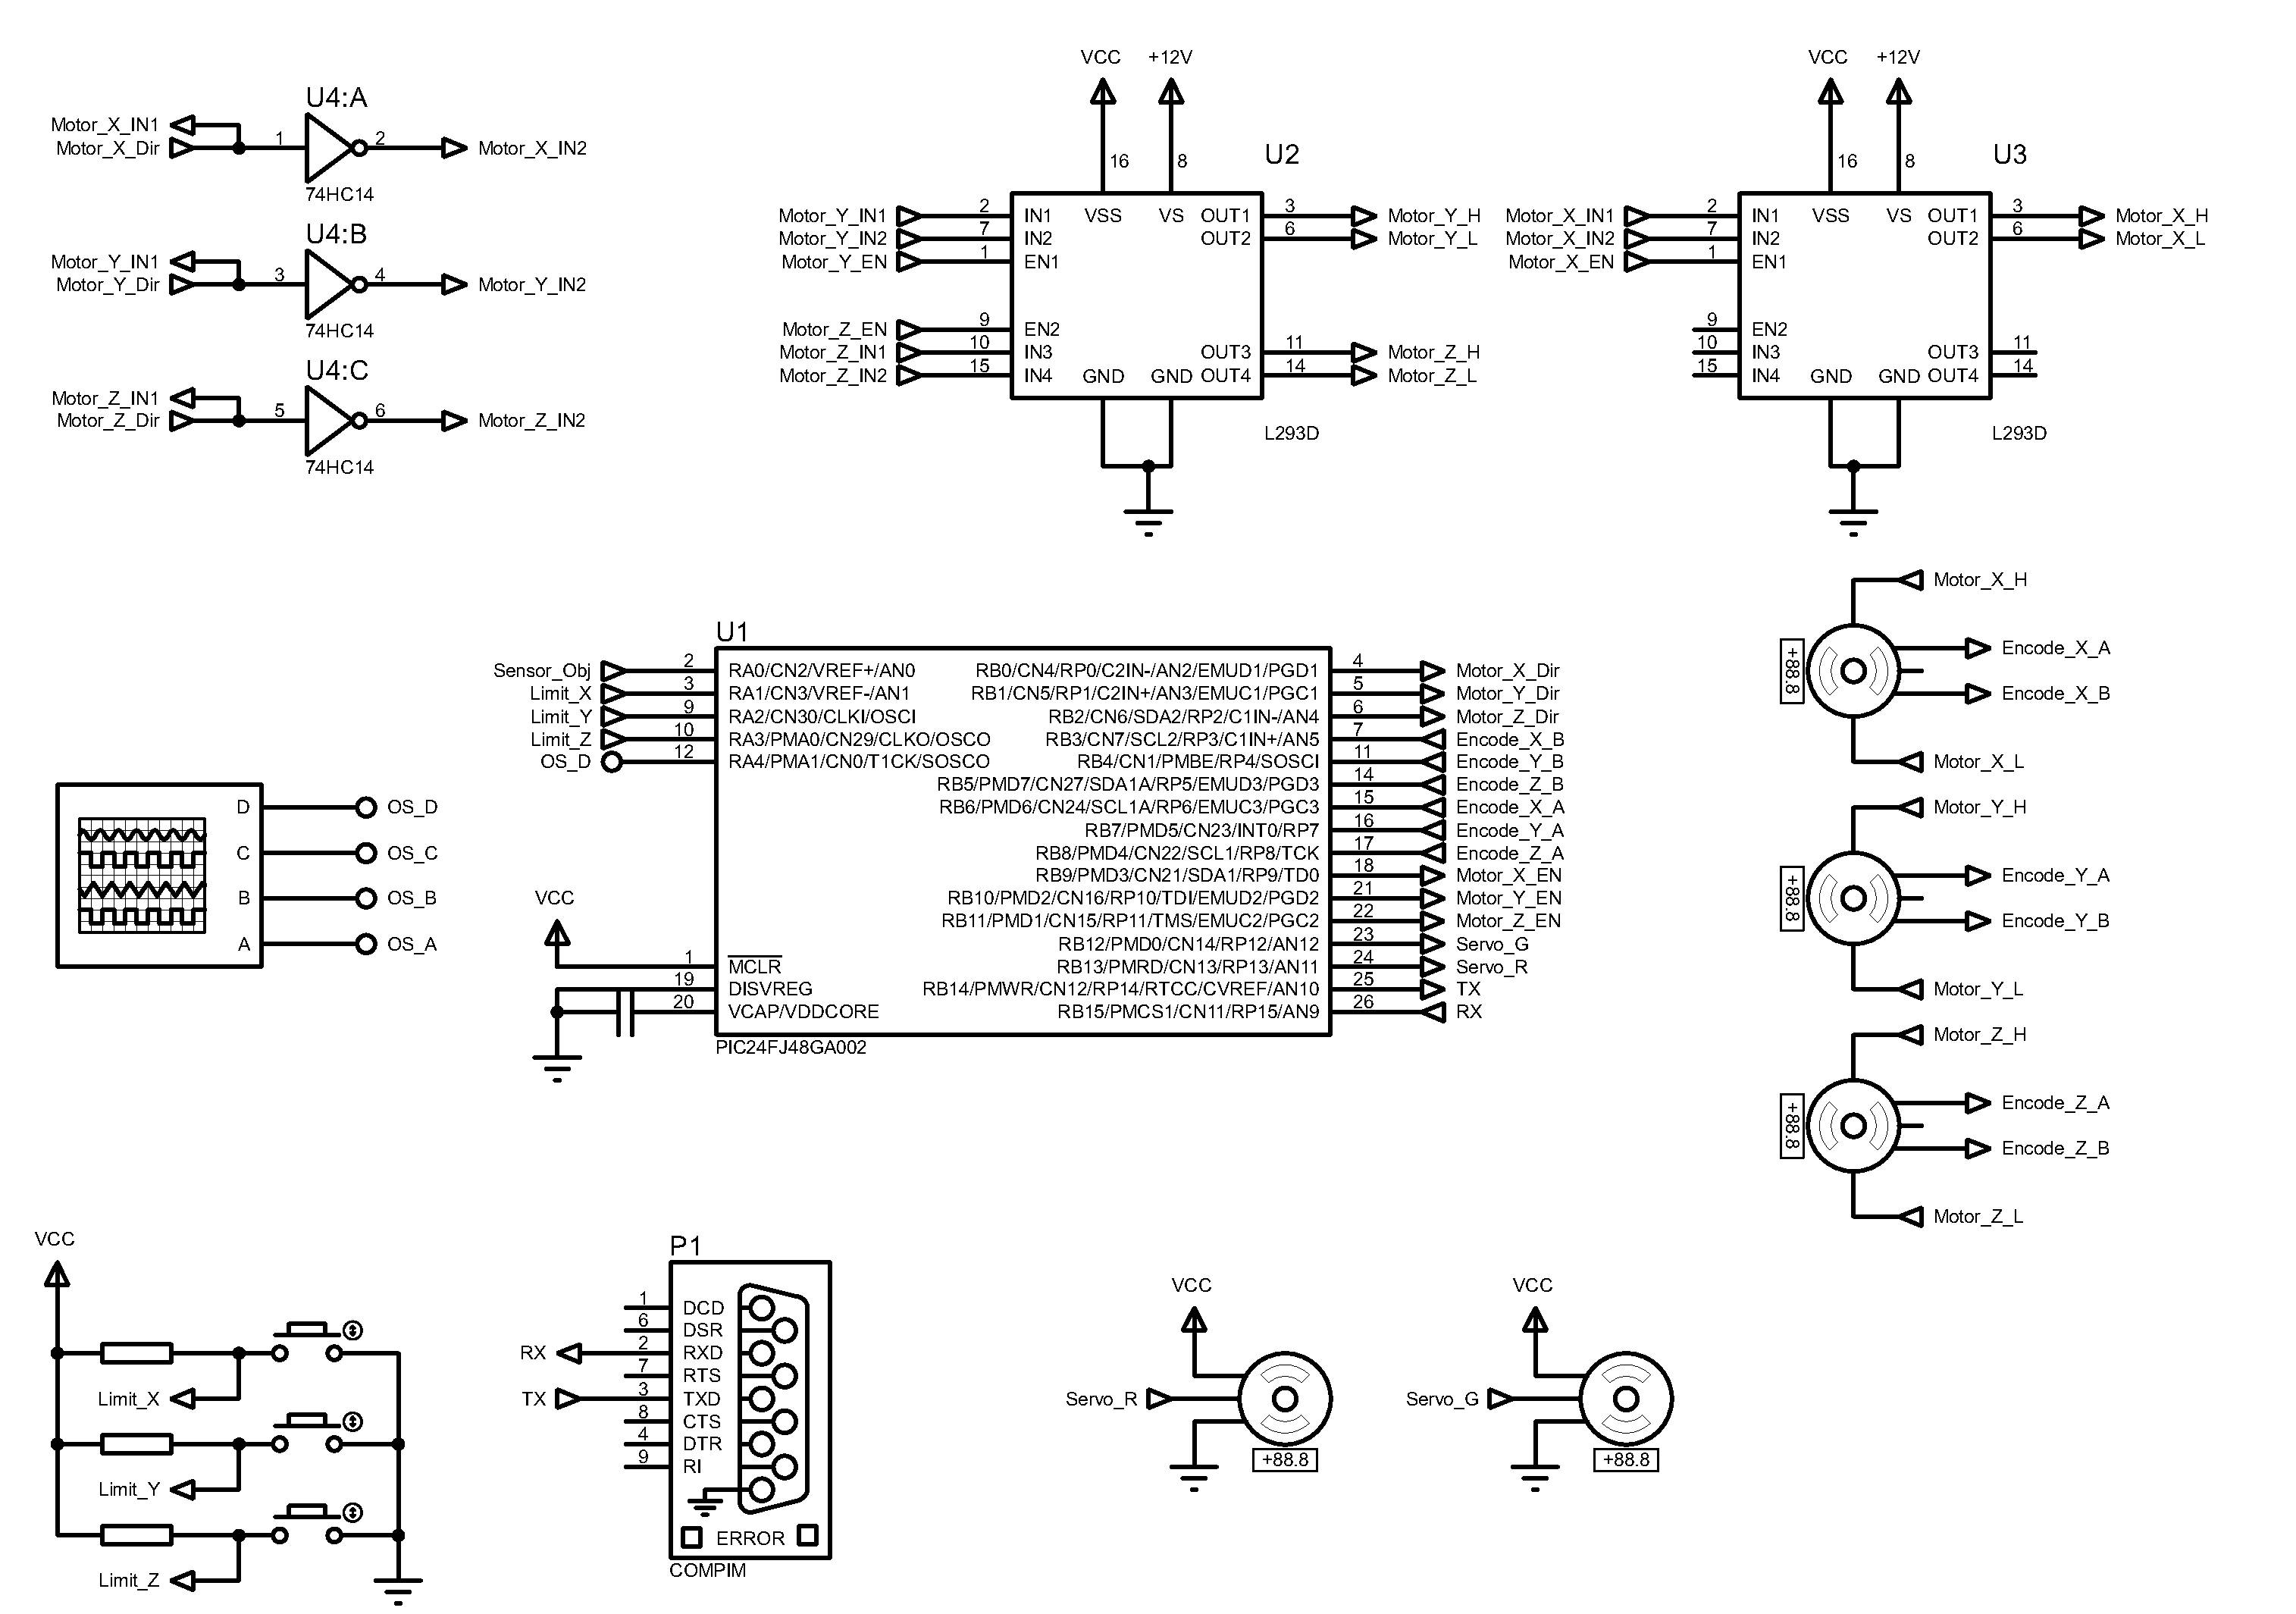 U4:A
Motor_X_IN1
Motor_X_Dir
1
2
Motor_X_IN2
74HC14
U4:B
Motor_Y_IN1
Motor_Y_Dir
3
4
Motor_Y_IN2
74HC14
U4:C
Motor_Z_IN1
Motor_Z_Dir
5
6
Motor_Z_IN2
74HC14
VCC +12V
16 8
U2
Motor_Y_IN1 2 IN1 VSS VS OUT1 3 Motor_Y_H
Motor_Y_IN2 7 IN2 OUT2 6 Motor_Y_L
Motor_Y_EN 1 EN1
Motor_Z_EN 9 EN2
Motor_Z_IN1 10 IN3 OUT3 11 Motor_Z_H
Motor_Z_IN2 15 IN4 GND GND OUT4 14 Motor_Z_L
L293D
VCC +12V
16 8
U3
Motor_X_IN1 2 IN1 VSS VS OUT1 3 Motor_X_H
Motor_X_IN2 7 IN2 OUT2 6 Motor_X_L
Motor_X_EN 1 EN1
9 EN2
10 IN3 OUT3 11
15 IN4 GND GND OUT4 14
L293D
U1
Sensor_Obj 2 RA0/CN2/VREF+/AN0 RB0/CN4/RP0/C2IN-/AN2/EMUD1/PGD1 4 Motor_X_Dir
Limit_X 3 RA1/CN3/VREF-/AN1 RB1/CN5/RP1/C2IN+/AN3/EMUC1/PGC1 5 Motor_Y_Dir
Limit_Y 9 RA2/CN30/CLKI/OSCI RB2/CN6/SDA2/RP2/C1IN-/AN4 6 Motor_Z_Dir
Limit_Z 10 RA3/PMA0/CN29/CLKO/OSCO RB3/CN7/SCL2/RP3/C1IN+/AN5 7 Encode_X_B
OS_D 12 RA4/PMA1/CN0/T1CK/SOSCO RB4/CN1/PMBE/RP4/SOSCI 11 Encode_Y_B
RB5/PMD7/CN27/SDA1A/RP5/EMUD3/PGD3 14 Encode_Z_B
RB6/PMD6/CN24/SCL1A/RP6/EMUC3/PGC3 15 Encode_X_A
RB7/PMD5/CN23/INT0/RP7 16 Encode_Y_A
RB8/PMD4/CN22/SCL1/RP8/TCK 17 Encode_Z_A
RB9/PMD3/CN21/SDA1/RP9/TD0 18 Motor_X_EN
RB10/PMD2/CN16/RP10/TDI/EMUD2/PGD2 21 Motor_Y_EN
RB11/PMD1/CN15/RP11/TMS/EMUC2/PGC2 22 Motor_Z_EN
RB12/PMD0/CN14/RP12/AN12 23 Servo_G
VCC
1 MCLR RB13/PMRD/CN13/RP13/AN11 24 Servo_R
19 DISVREG RB14/PMWR/CN12/RP14/RTCC/CVREF/AN10 25 TX
20 VCAP/VDDCORE RB15/PMCS1/CN11/RP15/AN9 26 RX
PIC24FJ48GA002
D OS_D
C OS_C
B OS_B
A OS_A
Motor_X_H
Encode_X_A
+88.8
Encode_X_B
Motor_X_L
Motor_Y_H
Encode_Y_A
+88.8
Encode_Y_B
Motor_Y_L
Motor_Z_H
Encode_Z_A
+88.8
Encode_Z_B
Motor_Z_L
VCC
Limit_X
Limit_Y
Limit_Z
P1
1 DCD
6 DSR
RX 2 RXD
7 RTS
TX 3 TXD
8 CTS
4 DTR
9 RI
ERROR
COMPIM
VCC
Servo_R
+88.8
VCC
Servo_G
+88.8